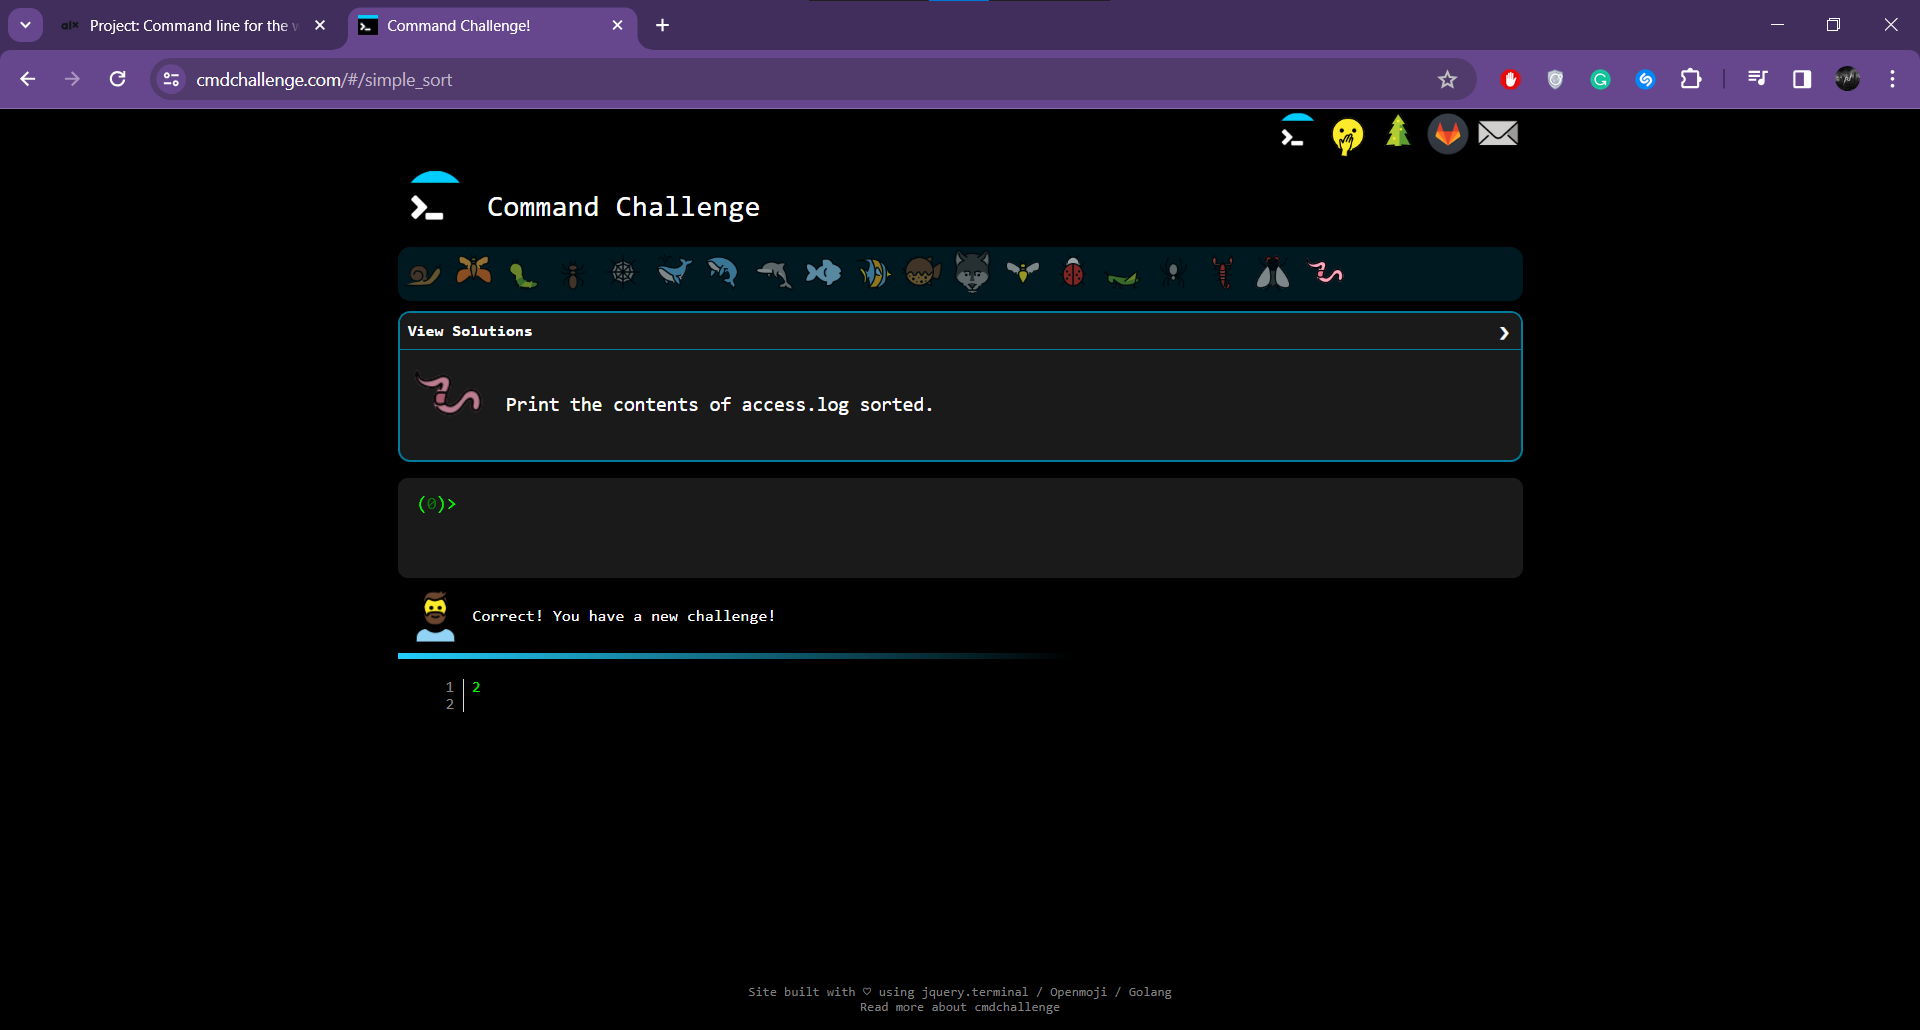 Project: Command line for the w
Command Challenge!
cmdchallenge.com/#/simple_sort
Command Challenge
View Solutions
Print the contents of access.log sorted.
(0)>
Correct! You have a new challenge!
1 2
2
Site built with ♡ using jquery.terminal / Openmoji / Golang
Read more about cmdchallenge